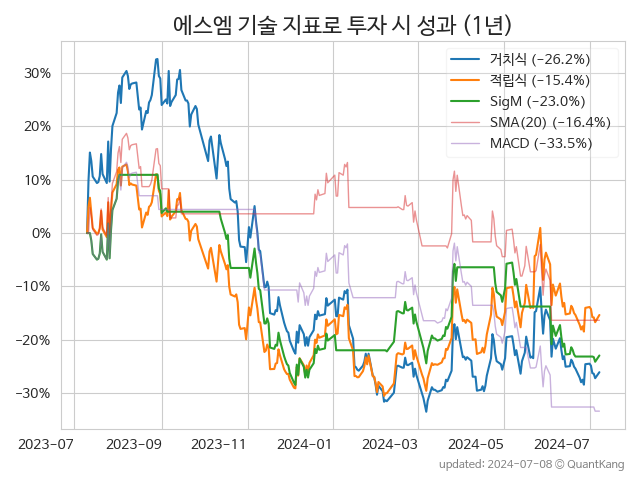 에스엠 기술 지표로 투자 시 성과 (1년)
거치식 (−26.2%)
적립식 (−15.4%)
SigM (−23.0%)
SMA(20) (−16.4%)
MACD (−33.5%)
30%
20%
10%
0%
−10%
−20%
−30%
2023-07 2023-09 2023-11 2024-01 2024-03 2024-05 2024-07
updated: 2024-07-08 © QuantKang